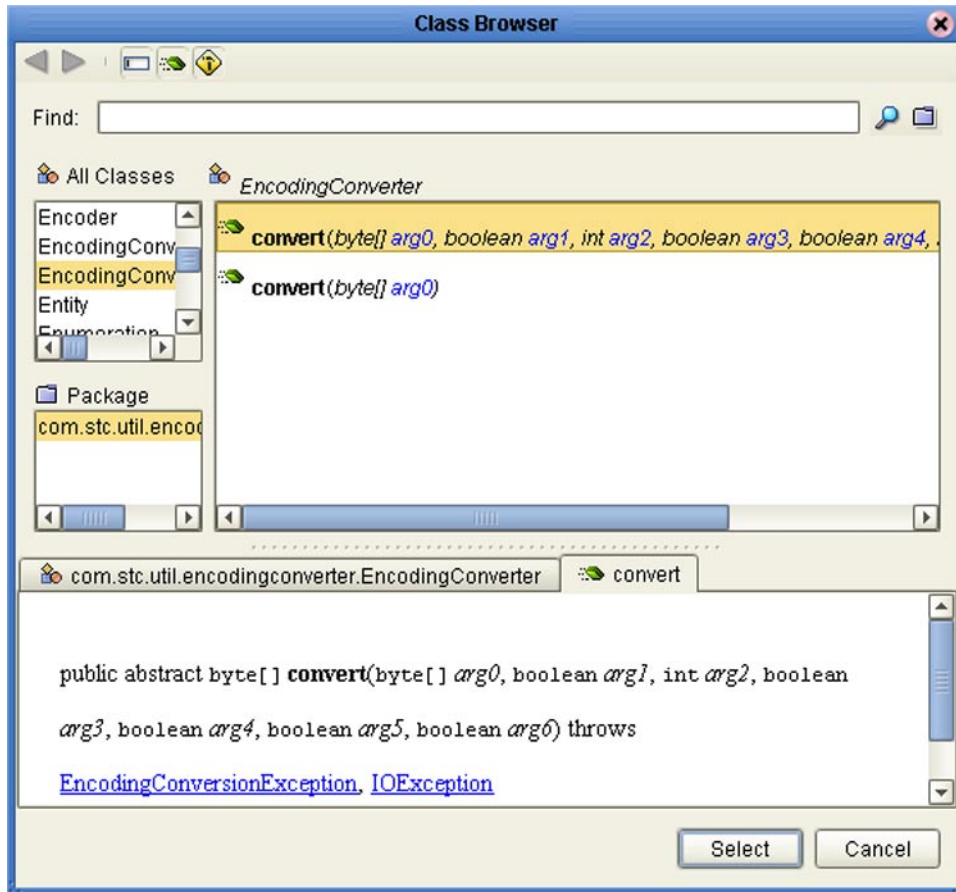 Class Browser
Find:
All Classes
EncodingConverter
Encoder
EncodingConv
EncodingConv
Entity
Enumeration
convert(byte[] arg0, boolean arg1, int arg2, boolean arg3, boolean arg4, .
convert(byte[] arg0)
Package
com.stc.util.encod
com.stc.util.encodingconverter.EncodingConverter
convert
public abstract byte[] convert(byte[] arg0, boolean arg1, int arg2, boolean
arg3, boolean arg4, boolean arg5, boolean arg6) throws
EncodingConversionException, IOException
Select
Cancel